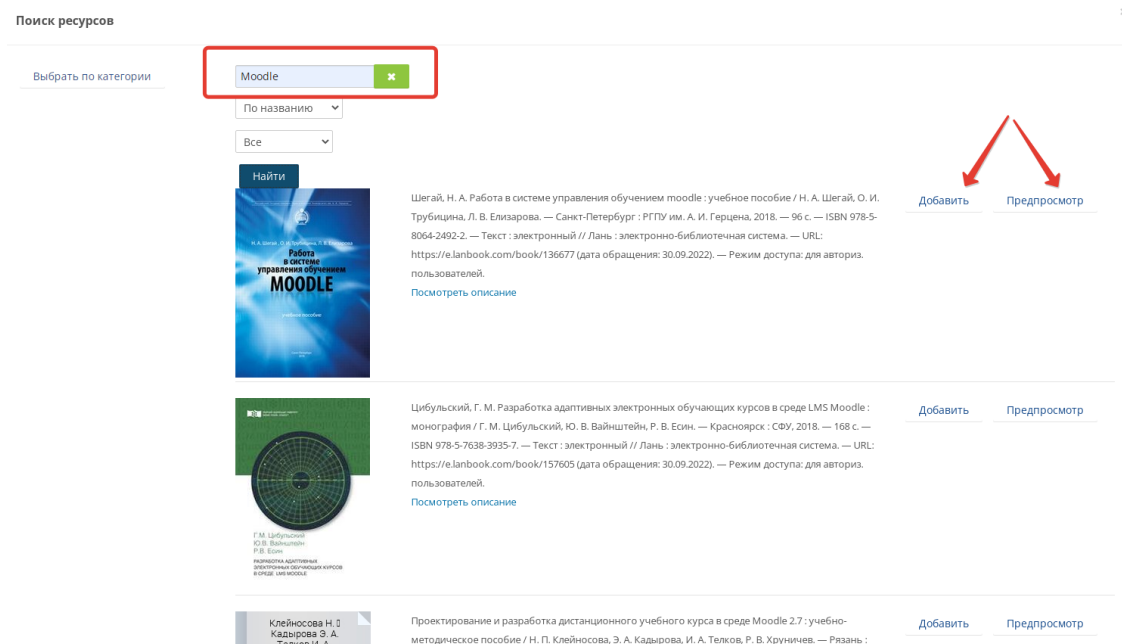 Поиск ресурсов
Выбрать по категории
Moodle
По названию
Все
Найти
Н. А. Шегай, О. И. Трубицина, Л. В. Елизарова
Работа
в системе
управления обучением
MOODLE
учебное пособие
Шегай, Н. А. Работа в системе управления обучением moodle : учебное пособие / Н. А. Шегай, О. И.
Трубицина, Л. В. Елизарова. — Санкт-Петербург : РГПУ им. А. И. Герцена, 2018. — 96 с. — ISBN 978-5-
8064-2492-2. — Текст : электронный // Лань : электронно-библиотечная система. — URL:
https://e.lanbook.com/book/136677 (дата обращения: 30.09.2022). — Режим доступа: для авториз.
пользователей.
Посмотреть описание
Добавить
Предпросмотр
Г.М. Цибульский
Ю.В. Вайнштейн
Р.В. Есин
РАЗРАБОТКА АДАПТИВНЫХ
ЭЛЕКТРОННЫХ ОБУЧАЮЩИХ КУРСОВ
В СРЕДЕ LMS MOODLE
Цибульский, Г. М. Разработка адаптивных электронных обучающих курсов в среде LMS Moodle :
монография / Г. М. Цибульский, Ю. В. Вайнштейн, Р. В. Есин. — Красноярск : СФУ, 2018. — 168 с. —
ISBN 978-5-7638-3935-7. — Текст : электронный // Лань : электронно-библиотечная система. — URL:
https://e.lanbook.com/book/157605 (дата обращения: 30.09.2022). — Режим доступа: для авториз.
пользователей.
Посмотреть описание
Добавить
Предпросмотр
Клейносова Н.
Кадырова Э. А.
Телков И. А.
Проектирование и разработка дистанционного учебного курса в среде Moodle 2.7 : учебно-
методическое пособие / Н. П. Клейносова, Э. А. Кадырова, И. А. Телков, Р. В. Хруничев. — Рязань :
Добавить
Предпросмотр